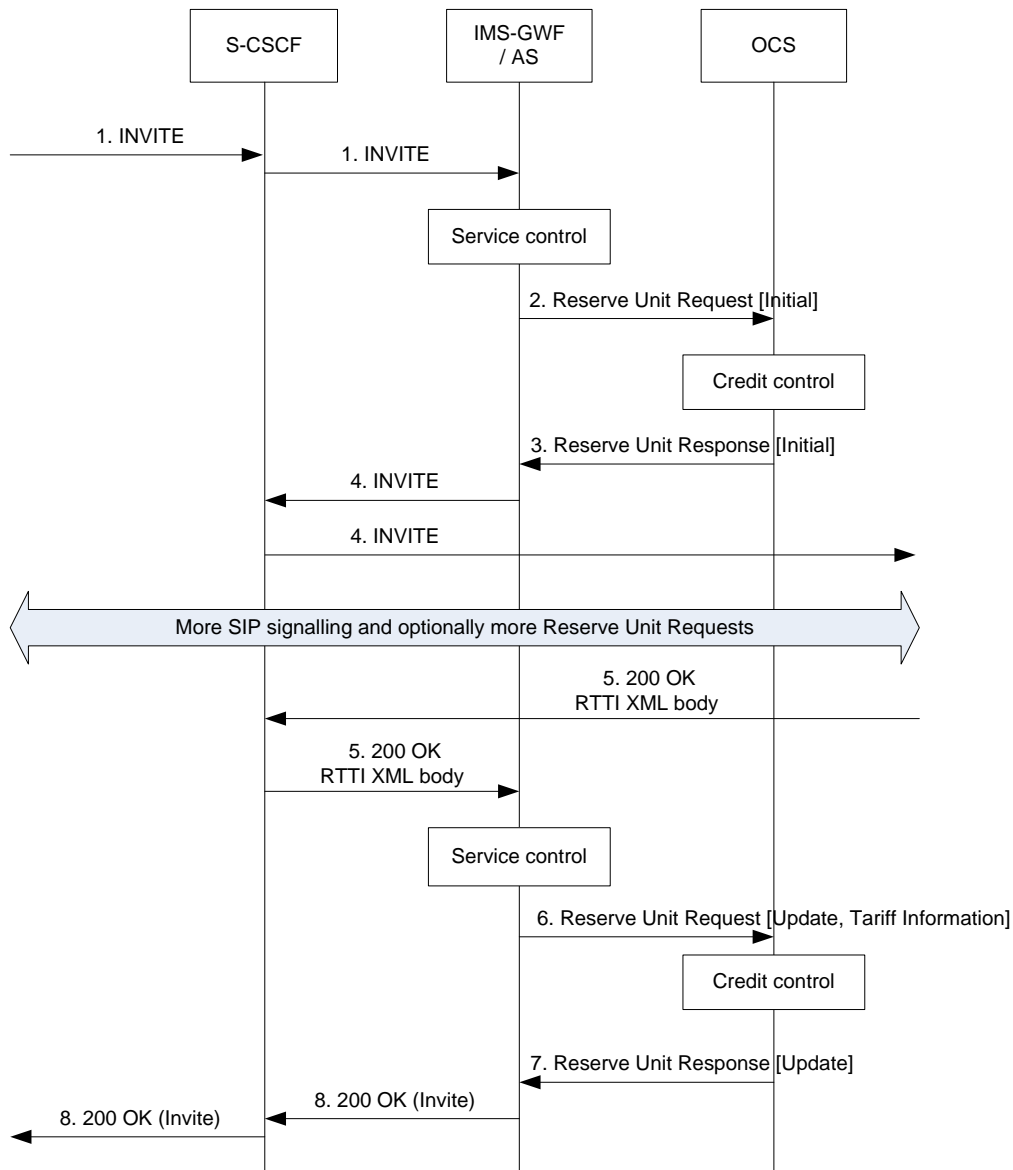 S-CSCF
IMS-GWF
/ AS
OCS
1. INVITE
1. INVITE
Service control
2. Reserve Unit Request [Initial]
Credit control
3. Reserve Unit Response [Initial]
4. INVITE
4. INVITE
More SIP signalling and optionally more Reserve Unit Requests
5. 200 OK
RTTI XML body
5. 200 OK
RTTI XML body
Service control
6. Reserve Unit Request [Update, Tariff Information]
Credit control
7. Reserve Unit Response [Update]
8. 200 OK (Invite)
8. 200 OK (Invite)